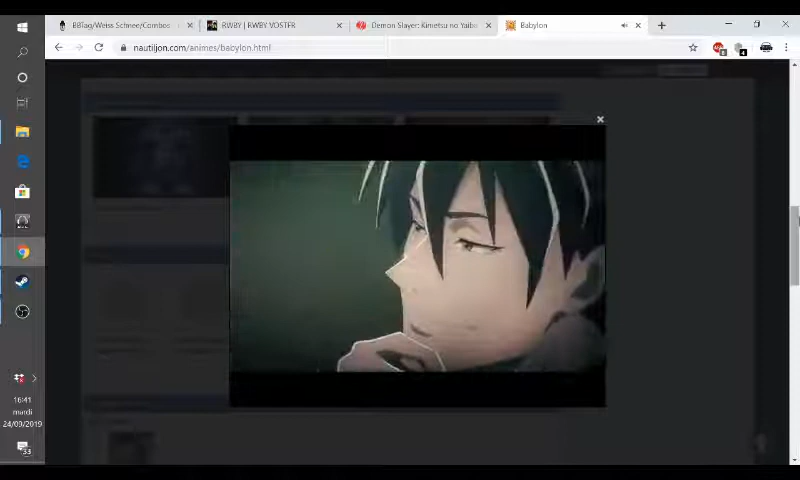 BBTag/Weiss Schnee/Combos
RWBY | RWBY VOSTFR
Demon Slayer: Kimetsu no Yaiba
Babylon
nautiljon.com/animes/babylon.html
16:41
mardi
24/09/2019
33